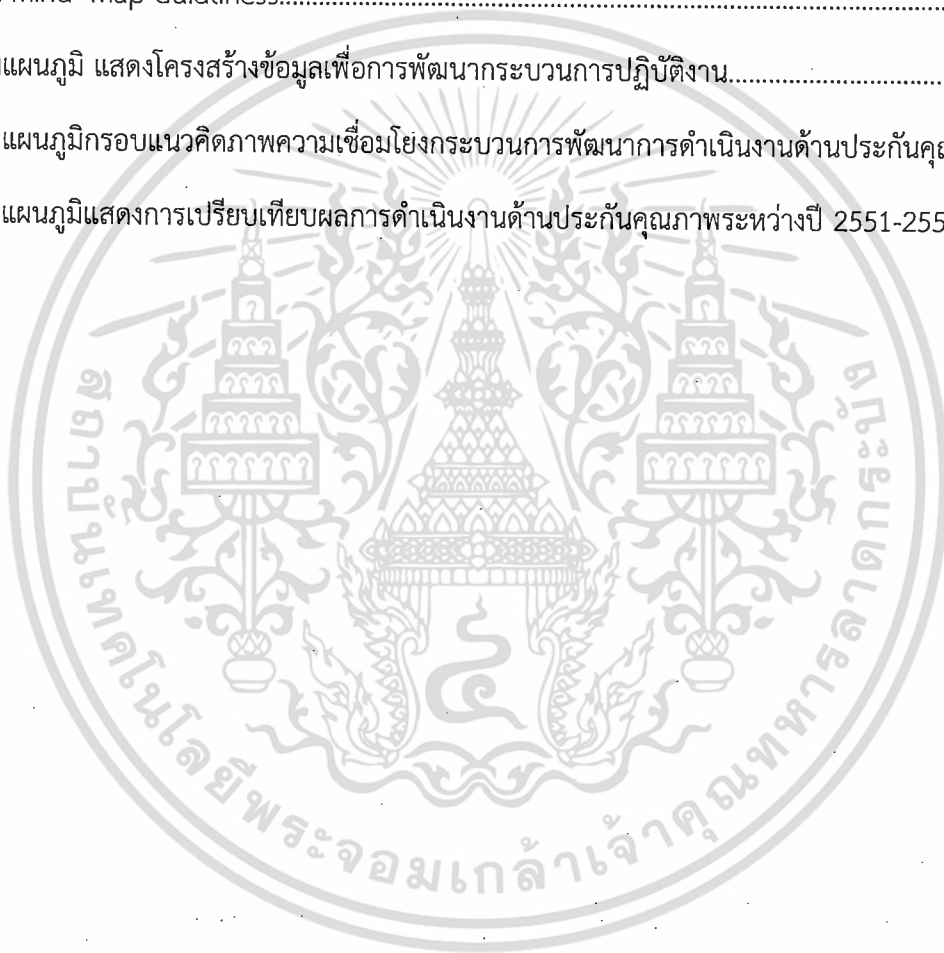 Map Guideliness
แผนภูมิ แสดงโครงสร้างข้อมูลเพื่อการพัฒนากระบวนการปฏิบัติงาน
แผนภูมิกรอบแนวคิดภาพความเชื่อมโยงกระบวนการพัฒนาการดำเนินงานด้านประกัน
แผนภูมิแสดงการเปรียบเทียบผลการดำเนินงานด้านประกันคุณภาพระหว่างปี 2551-255
สถาบันเทคโนโลยีพระจอมเกล้าเจ้าคุณทหารลาดกระบัง